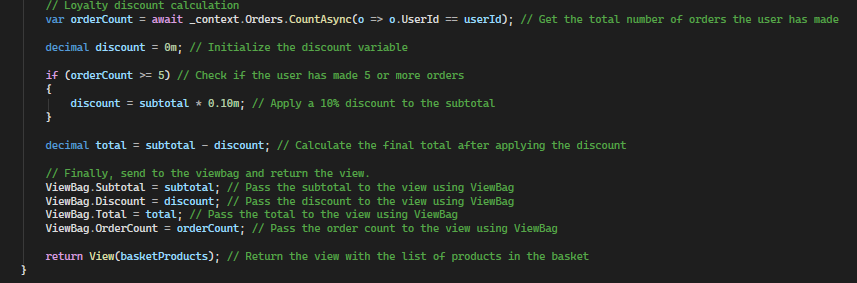 // Loyalty discount calculation
var orderCount = await _context.Orders.CountAsync(o => o.UserId == userId); // Get the total number of orders the user has made
decimal discount = 0m; // Initialize the discount variable
if (orderCount >= 5) // Check if the user has made 5 or more orders
{
discount = subtotal * 0.10m; // Apply a 10% discount to the subtotal
}
decimal total = subtotal - discount; // Calculate the final total after applying the discount
// Finally, send to the viewbag and return the view.
ViewBag.Subtotal = subtotal; // Pass the subtotal to the view using ViewBag
ViewBag.Discount = discount; // Pass the discount to the view using ViewBag
ViewBag.Total = total; // Pass the total to the view using ViewBag
ViewBag.OrderCount = orderCount; // Pass the order count to the view using ViewBag
return View(basketProducts); // Return the view with the list of products in the basket
}